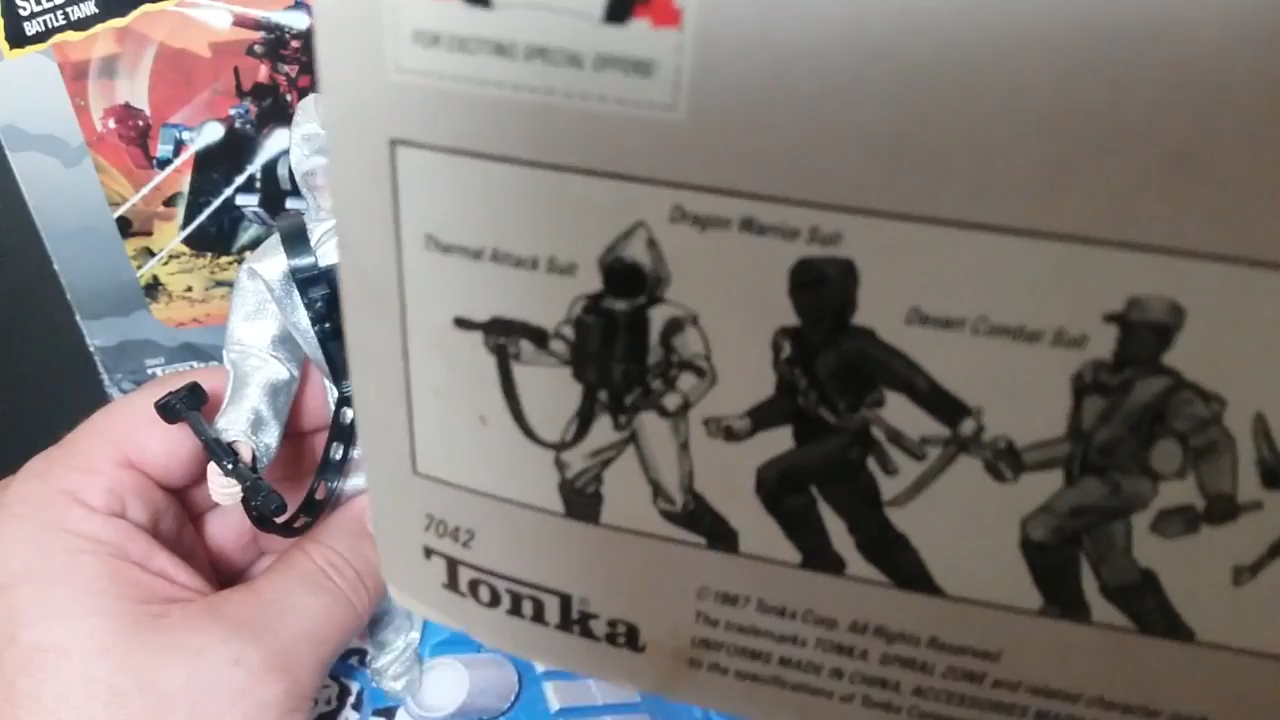 BATTLE TANK
FOR EXCITING SPECIAL OFFERS!
Dragon Warrior Suit
Thermal Attack Suit
Desert Combat Suit
7042
Tonka
Tonka
©1987 Tonka Corp. All Rights Reserved
The trademarks TONKA, SPIRAL ZONE and related character
UNIFORMS MADE IN CHINA, ACCESSORIES
to the specifications of Tonka